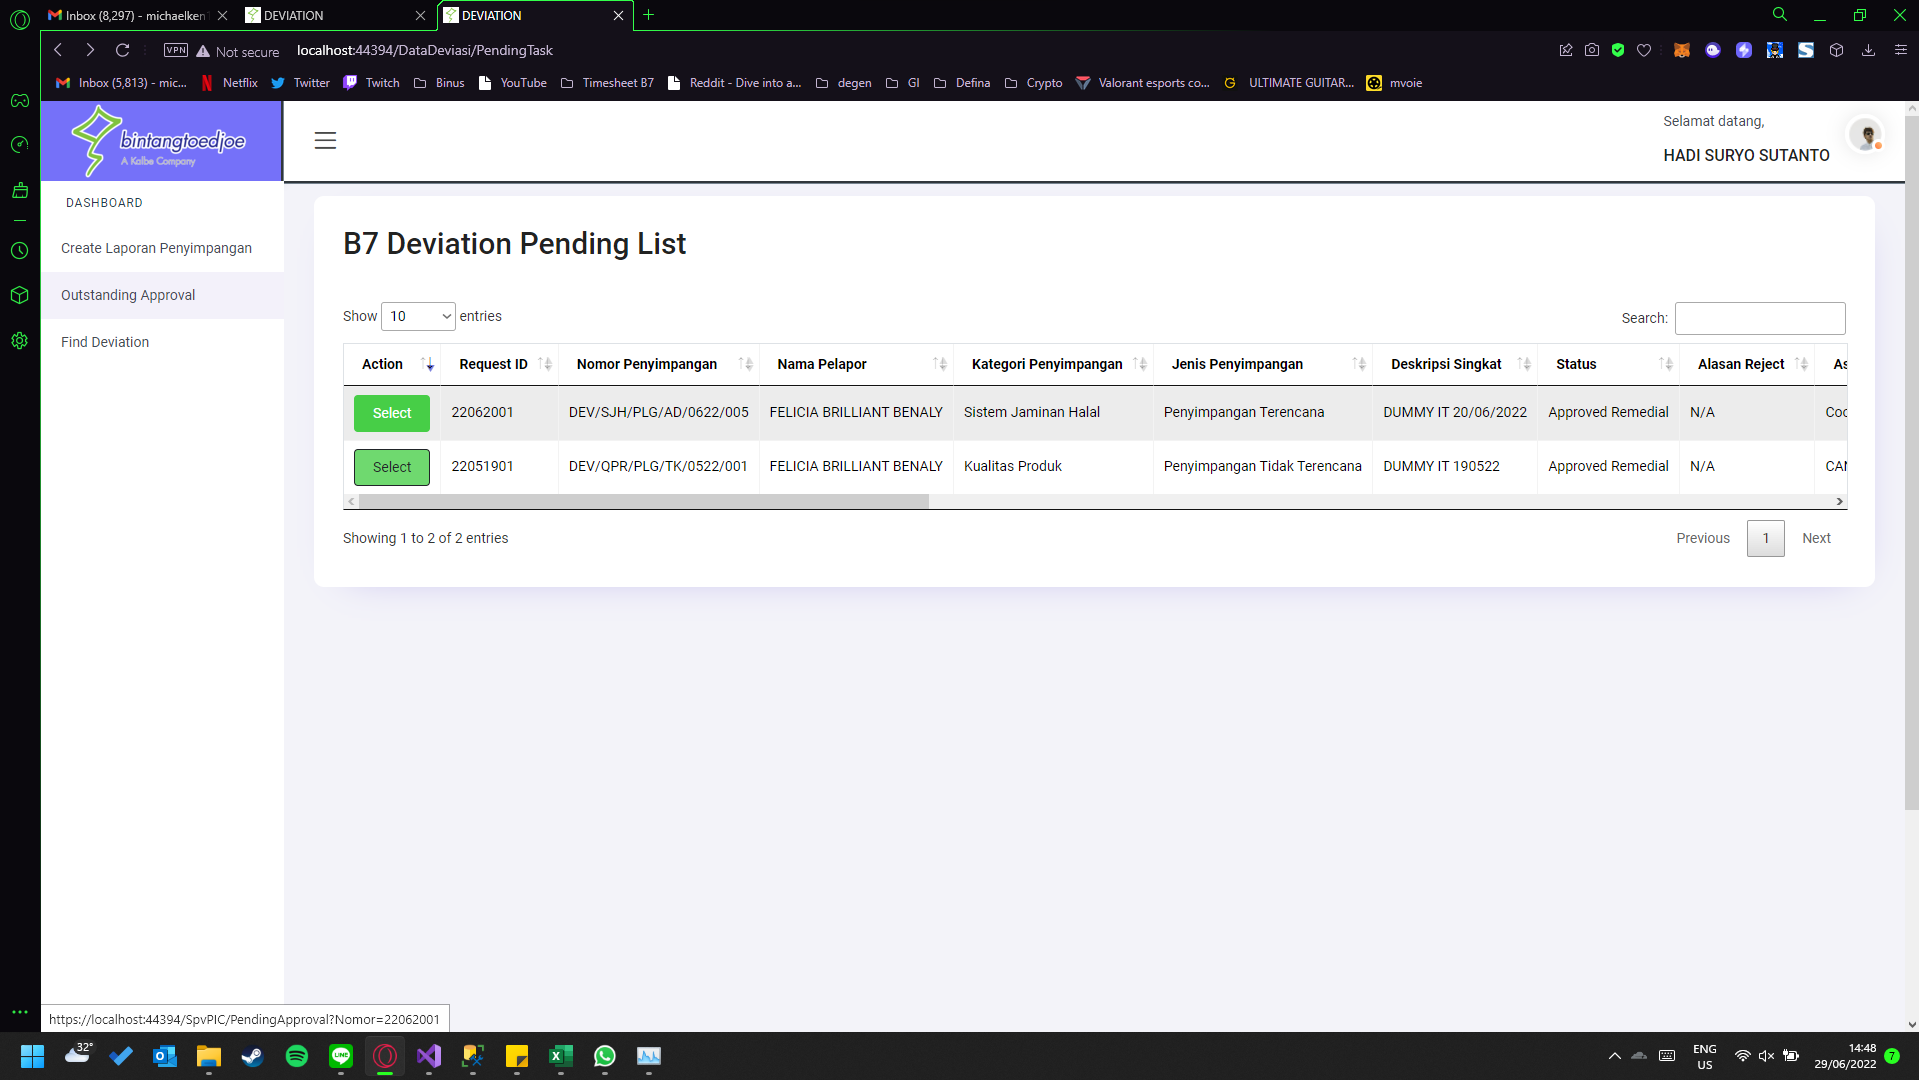 Inbox (8,297) - michaelken
DEVIATION
DEVIATION
VPN
Not secure
localhost:44394/DataDeviasi/PendingTask
Inbox (5,813) - mic...
Netflix
Twitter
Twitch
Binus
YouTube
Timesheet B7
Reddit - Dive into a...
degen
GI
Defina
Crypto
Valorant esports co...
ULTIMATE GUITAR...
mvoie
bintangtoedjoe
A Kalbe Company
Selamat datang,
HADI SURYO SUTANTO
DASHBOARD
Create Laporan Penyimpangan
Outstanding Approval
Find Deviation
B7 Deviation Pending List
Show 10 entries
Search:
Action Request ID Nomor Penyimpangan Nama Pelapor Kategori Penyimpangan Jenis Penyimpangan Deskripsi Singkat Status Alasan Reject As
Select 22062001 DEV/SJH/PLG/AD/0622/005 FELICIA BRILLIANT BENALY Sistem Jaminan Halal Penyimpangan Terencana DUMMY IT 20/06/2022 Approved Remedial N/A Coc
Select 22051901 DEV/QPR/PLG/TK/0522/001 FELICIA BRILLIANT BENALY Kualitas Produk Penyimpangan Tidak Terencana DUMMY IT 190522 Approved Remedial N/A CAN
Showing 1 to 2 of 2 entries
Previous 1 Next
https://localhost:44394/SpvPIC/PendingApproval?Nomor=22062001
32°
LINE
ENG
US
14:48
29/06/2022
7